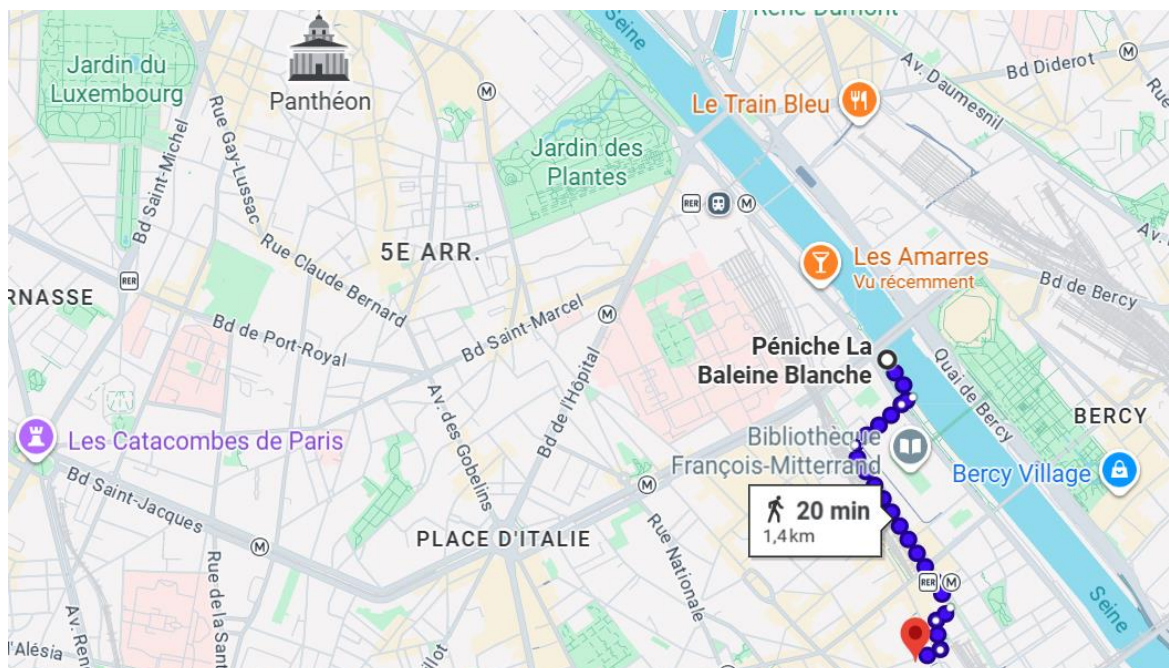 René Dumont
Seine
Jardin du
Luxembourg
Panthéon
M
Bd Diderot
M
Av. Daumesnil
Rue
Le Train Bleu
Bd Saint-Michel
Rue Gay-Lussac
Jardin des
Plantes
RER
M
Av.
5E ARR.
Rue Claude Bernard
Les Amarres
Vu récemment
Bd de Bercy
RER
RNASSE
Bd de Port-Royal
Bd Saint-Marcel
M
Péniche La
Baleine Blanche
Quai de Bercy
Av. des Gobelins
Bd de l'Hôpital
BERCY
Les Catacombes de Paris
Bibliothèque
François-Mitterrand
Bercy Village
Bd Saint-Jacques
M
20 min
1,4 km
PLACE D'ITALIE
Rue Nationale
M
RER
M
Seine
Rue de la Sant
Av. Ren
d'Alésia
illot